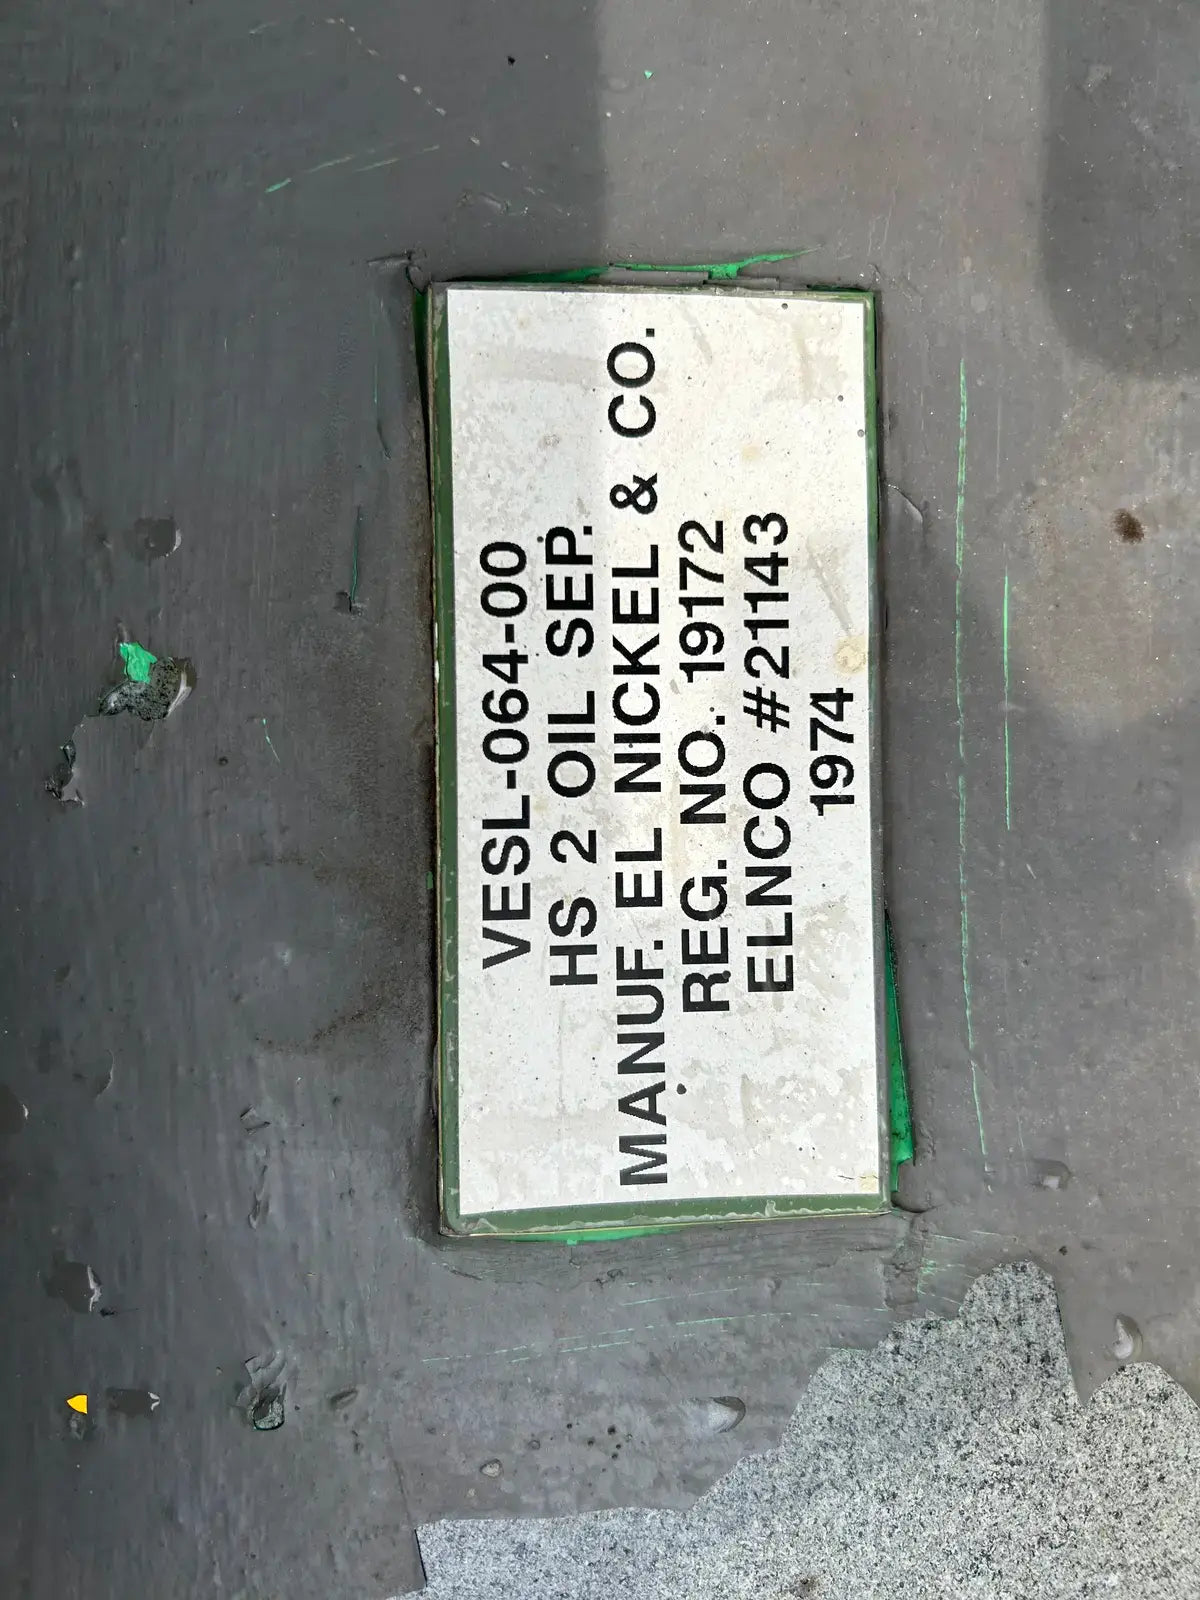 VESL-064-00
HS 2 OIL SEP.
MANUF. EL NICKEL & CO.
REG. NO. 19172
ELNCO #21143
1974